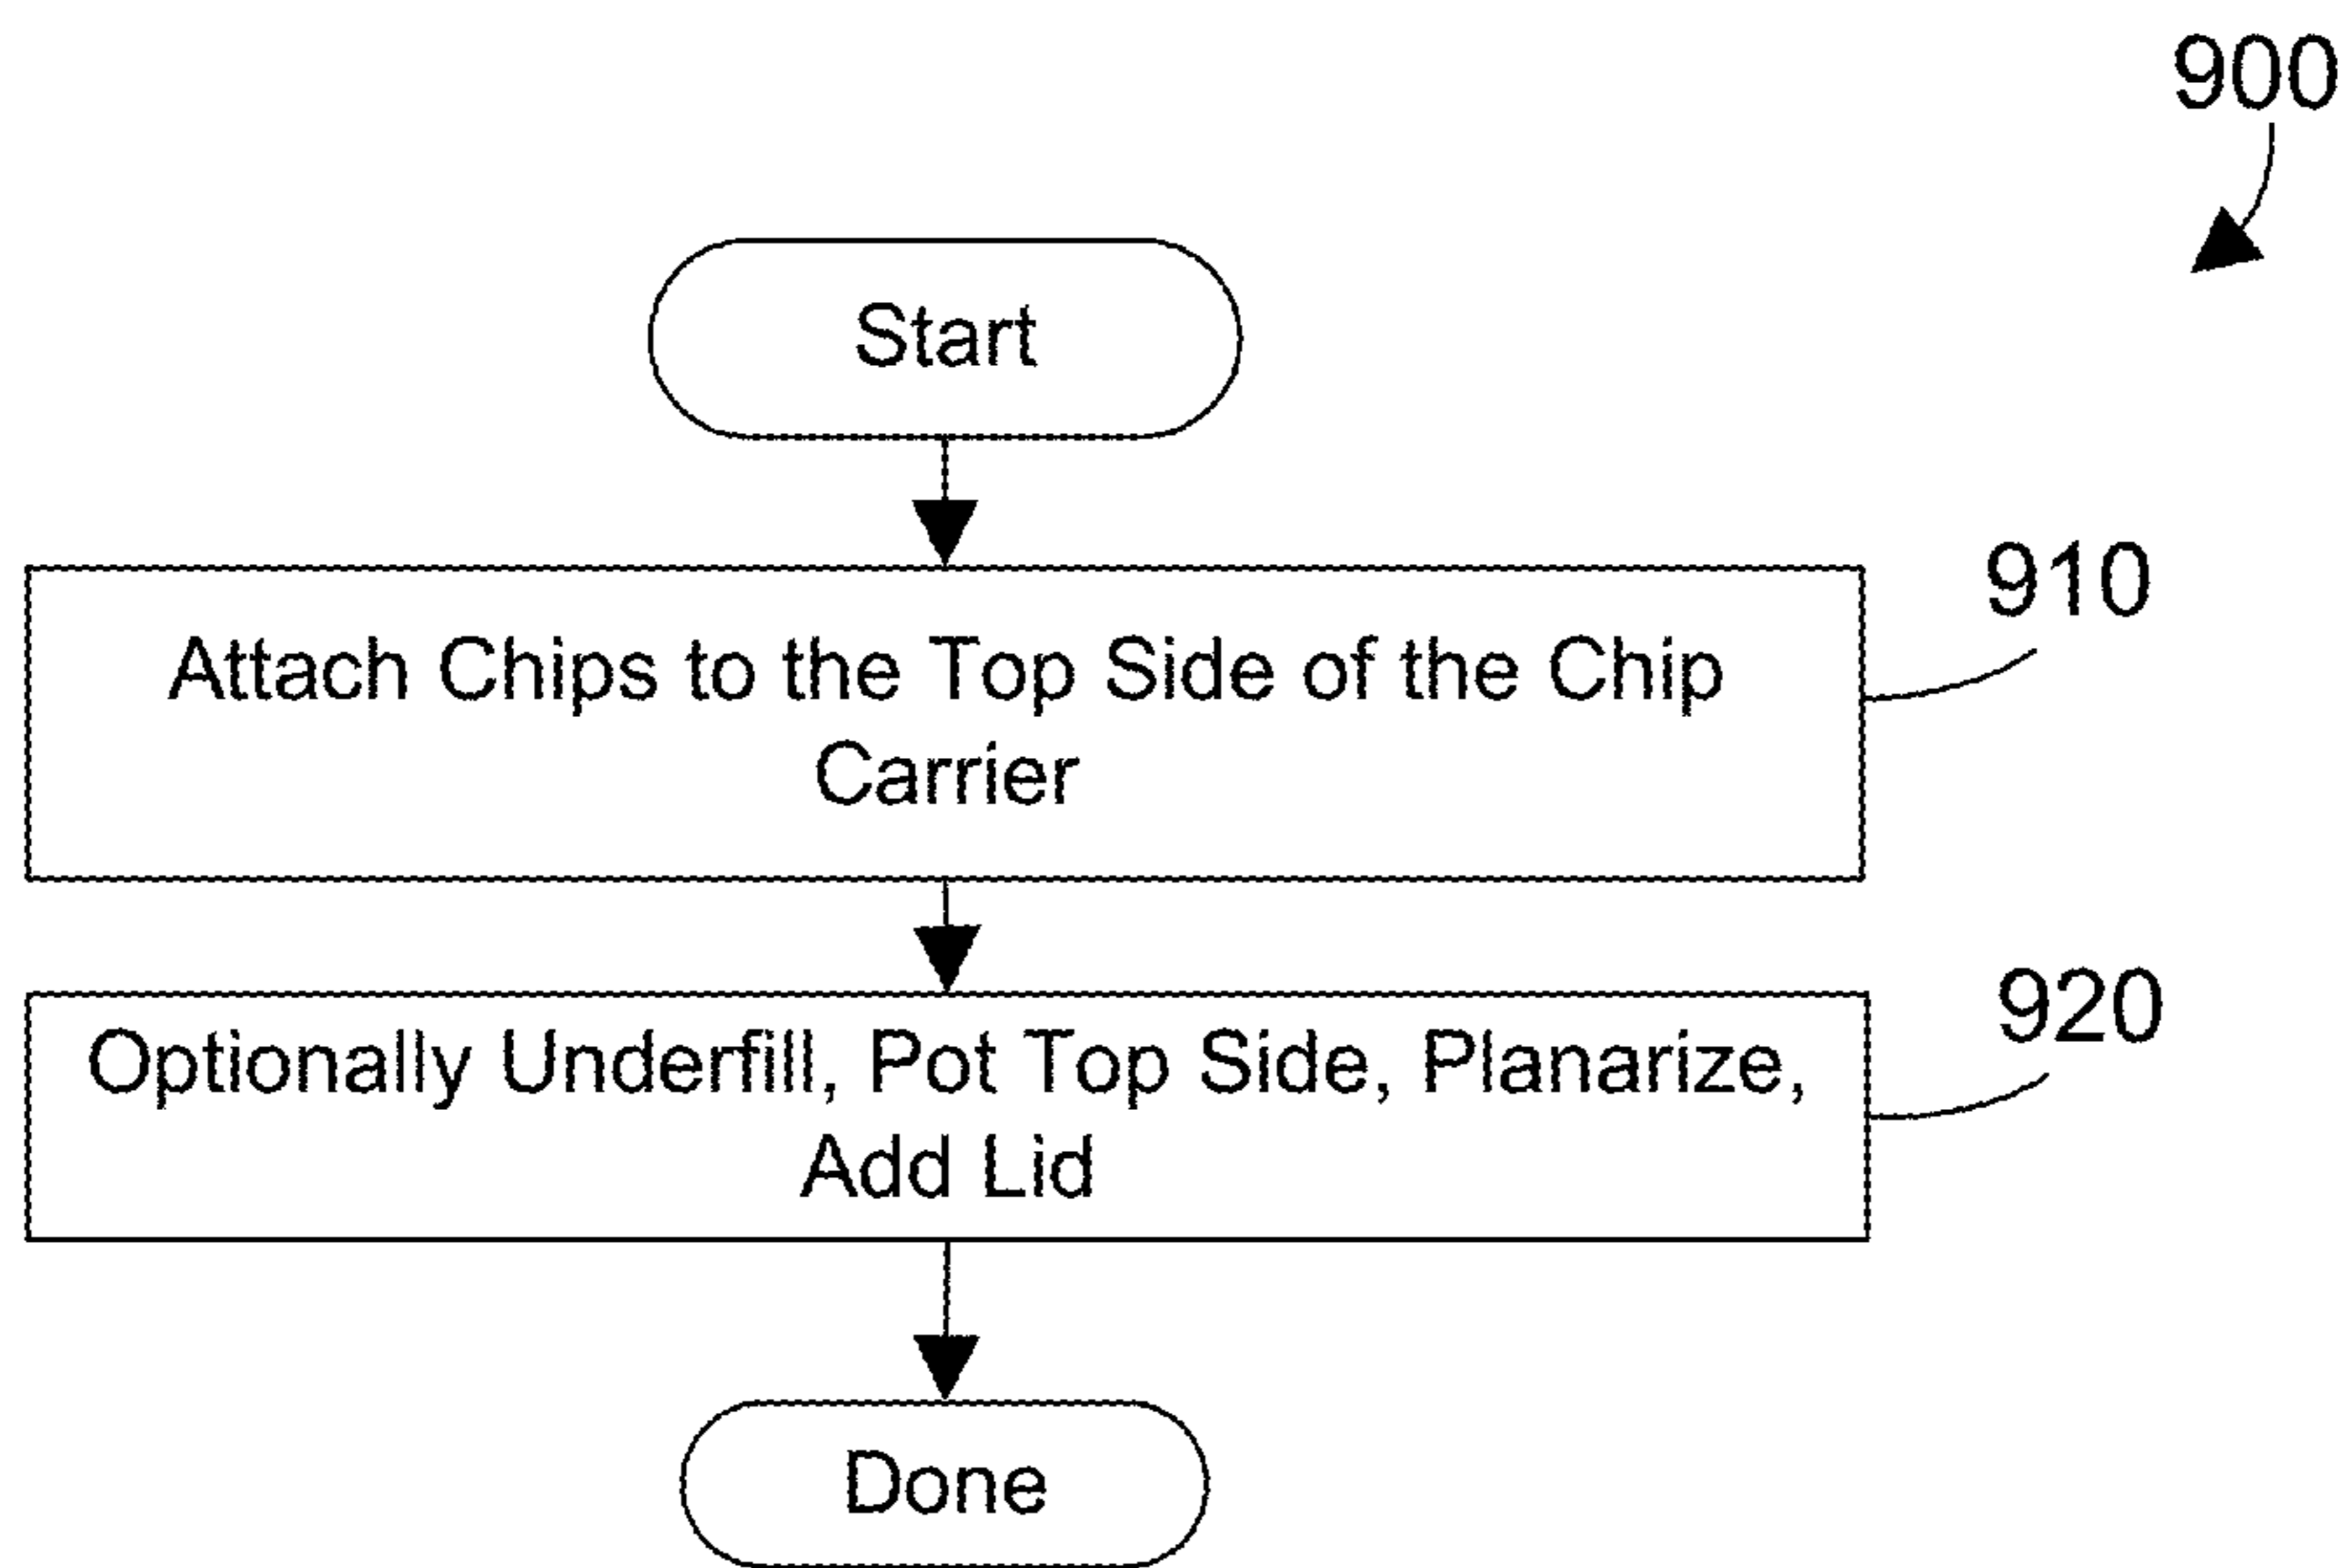 900
Start
910
Attach Chips to the Top Side of the Chip
Carrier
920
Optionally Underfill, Pot Top Side, Planarize,
Add Lid
Done